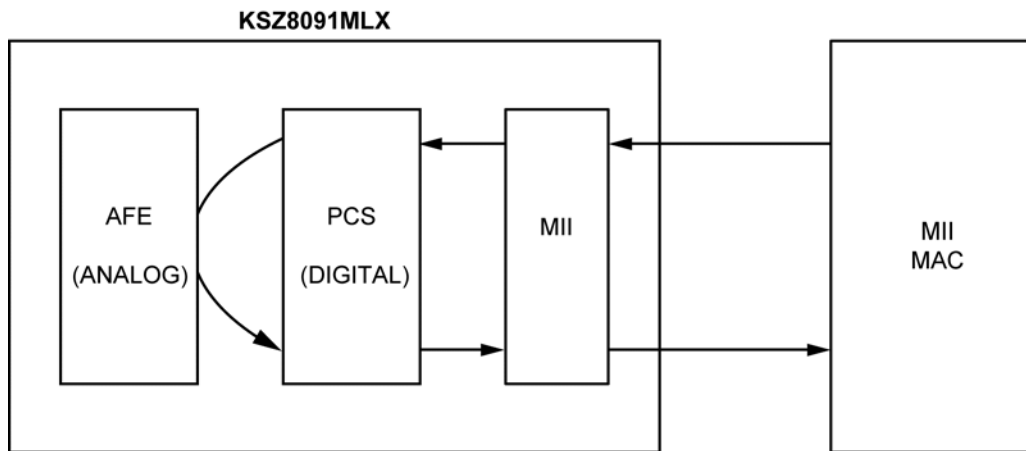 KSZ8091MLX
AFE
(ANALOG)
PCS
(DIGITAL)
MII
MII
MAC